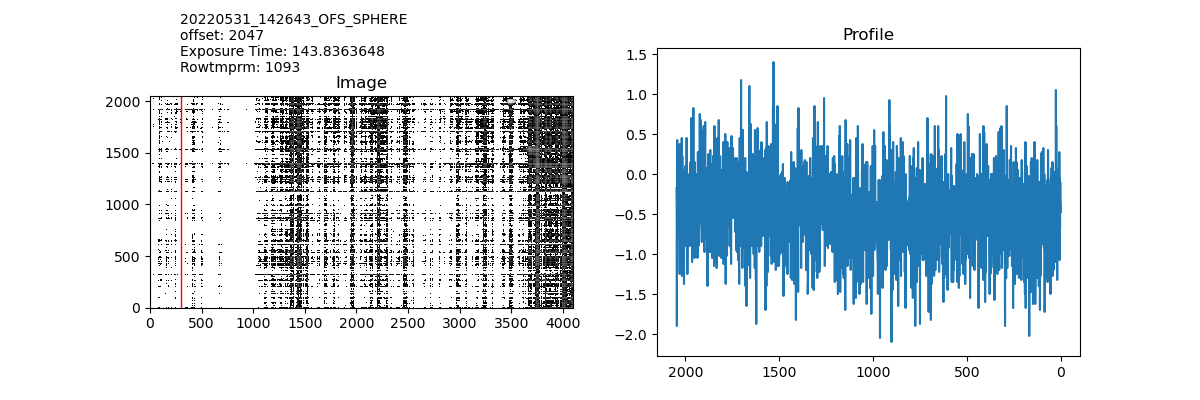 20220531_142643_OFS_SPHERE
offset: 2047
Exposure Time: 143.8363648
Rowtmprm: 1093
Image
2000
1500
1000
500
0
0 500 1000 1500 2000 2500 3000 3500 4000
Profile
1.5
1.0
0.5
0.0
−0.5
−1.0
−1.5
−2.0
2000 1500 1000 500 0